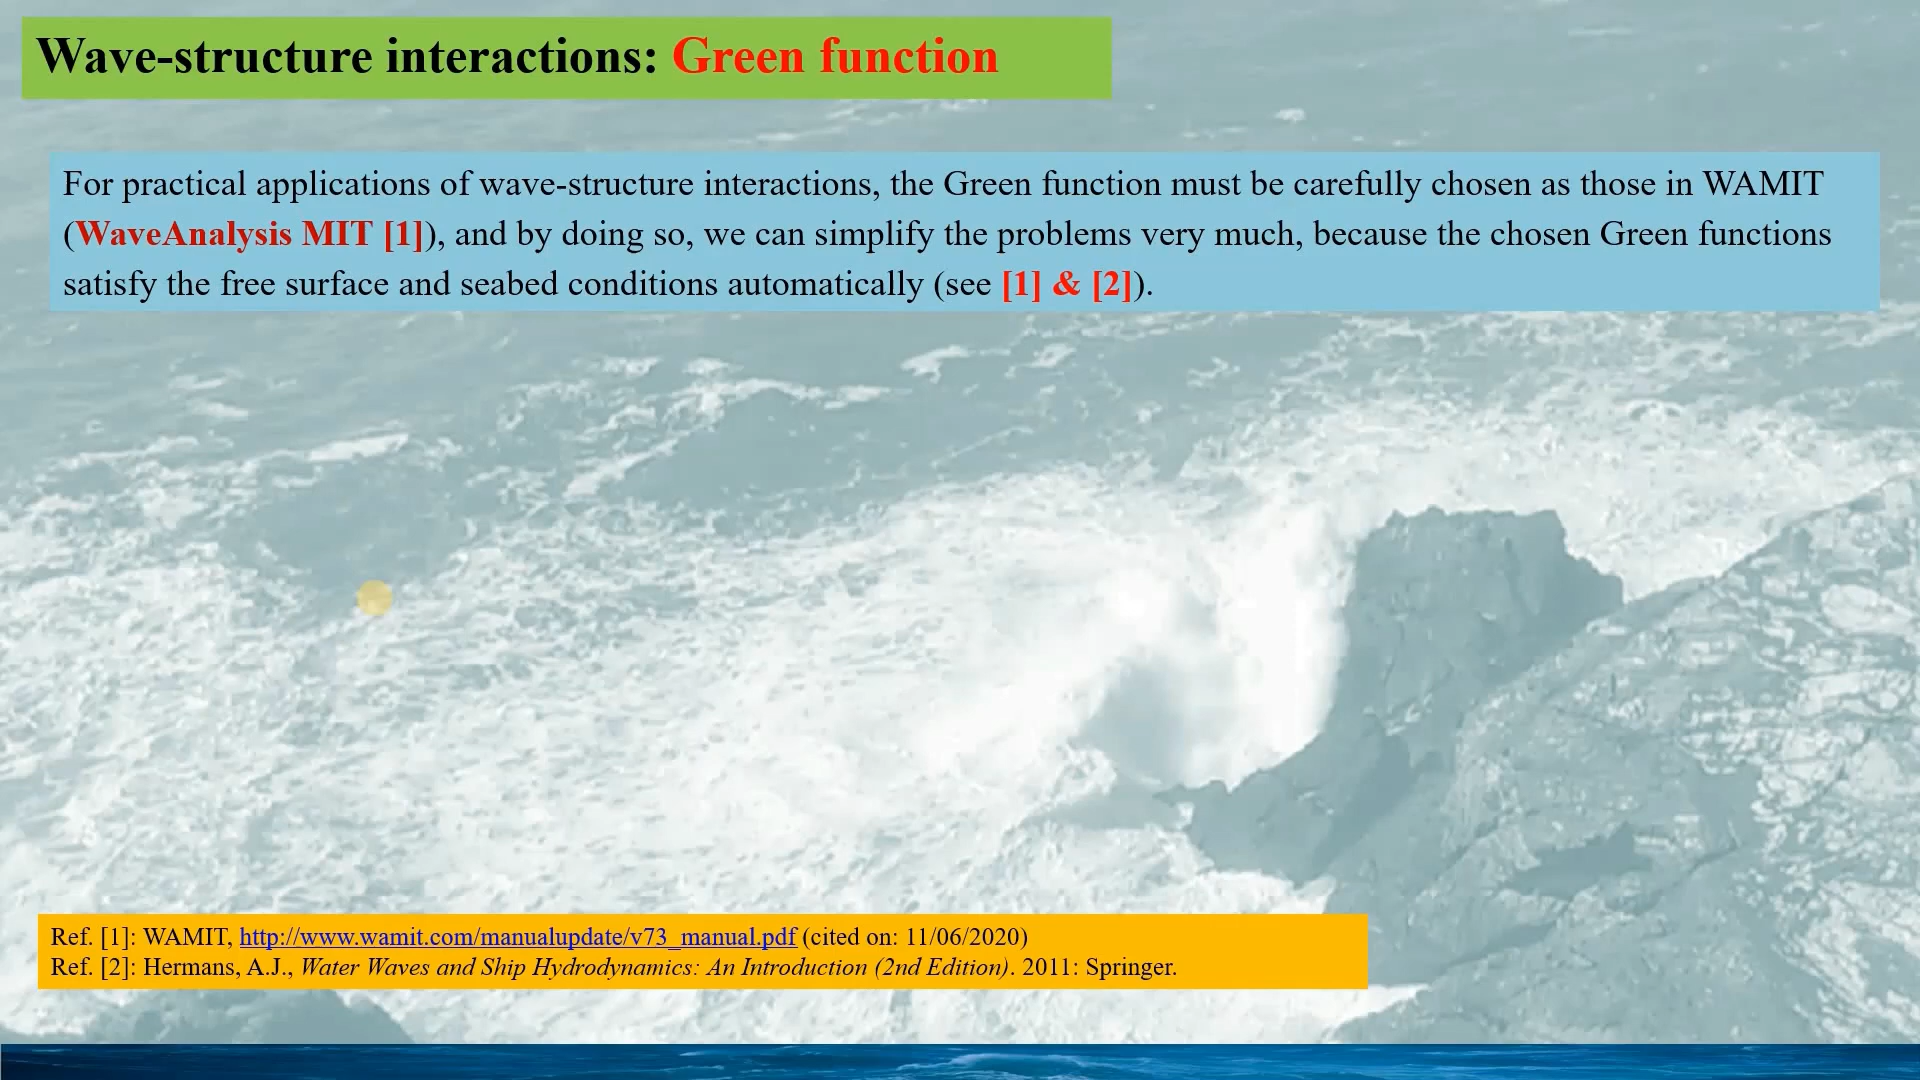 Wave-structure interactions: Green function
For practical applications of wave-structure interactions, the Green function must be carefully chosen as those in WAMIT
(WaveAnalysis MIT [1]), and by doing so, we can simplify the problems very much, because the chosen Green functions
satisfy the free surface and seabed conditions automatically (see [1] & [2]).
Ref. [1]: WAMIT, http://www.wamit.com/manualupdate/v73_manual.pdf (cited on: 11/06/2020)
Ref. [2]: Hermans, A.J., Water Waves and Ship Hydrodynamics: An Introduction (2nd Edition). 2011: Springer.